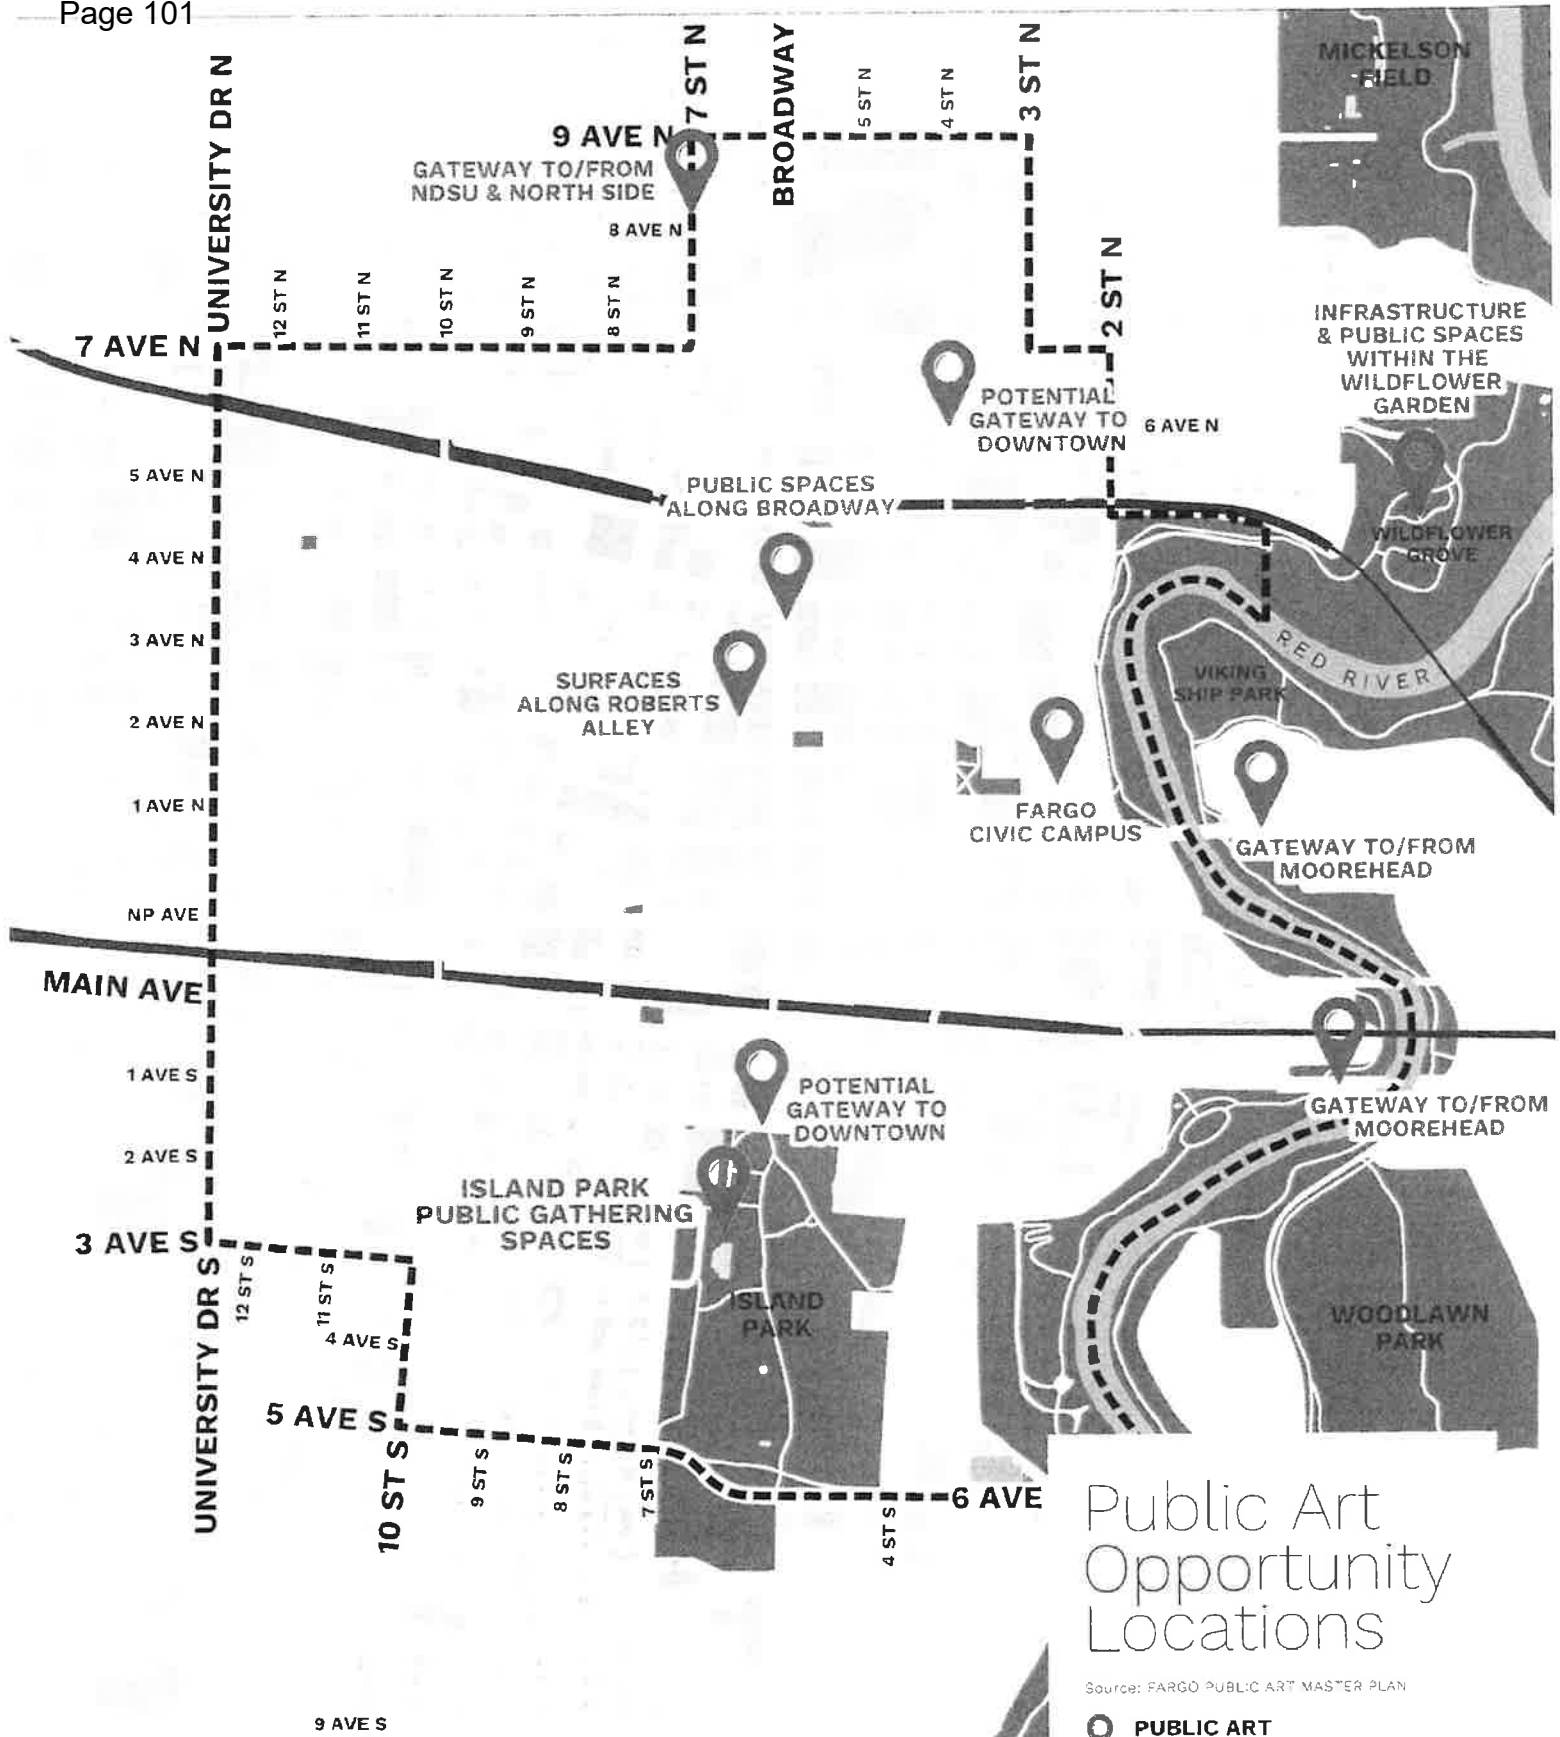 Page 101
UNIVERSITY DR N
7 ST N
BROADWAY
5 ST N
4 ST N
3 ST N
MICKELSON
FIELD
9 AVE N
GATEWAY TO/FROM
NDSU & NORTH SIDE
8 AVE N
12 ST N
11 ST N
10 ST N
9 ST N
8 ST N
2 ST N
7 AVE N
INFRASTRUCTURE
& PUBLIC SPACES
WITHIN THE
WILDFLOWER
GARDEN
POTENTIAL
GATEWAY TO
DOWNTOWN
6 AVE N
5 AVE N
PUBLIC SPACES
ALONG BROADWAY
WILDFLOWER
GROVE
4 AVE N
3 AVE N
RED RIVER
VIKING
SHIP PARK
SURFACES
ALONG ROBERTS
ALLEY
2 AVE N
1 AVE N
FARGO
CIVIC CAMPUS
GATEWAY TO/FROM
MOOREHEAD
NP AVE
MAIN AVE
1 AVE S
POTENTIAL
GATEWAY TO
DOWNTOWN
GATEWAY TO/FROM
MOOREHEAD
2 AVE S
ISLAND PARK
PUBLIC GATHERING
SPACES
3 AVE S
UNIVERSITY DR S
12 ST S
11 ST S
4 AVE S
ISLAND
PARK
WOODLAWN
PARK
5 AVE S
10 ST S
9 ST S
8 ST S
7 ST S
6 AVE
4 ST S
Public Art
Opportunity
Locations
Source: FARGO PUBLIC ART MASTER PLAN
9 AVE S
PUBLIC ART